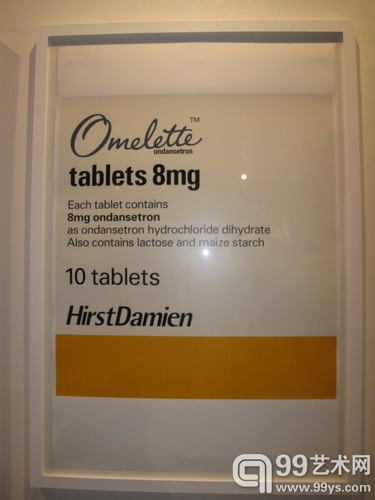 Omelette™
ondansetron
tablets 8mg
Each tablet contains
8mg ondansetron
as ondansetron hydrochloride dihydrate
Also contains lactose and maize starch
10 tablets
HirstDamien
99艺术网
www.99ys.com